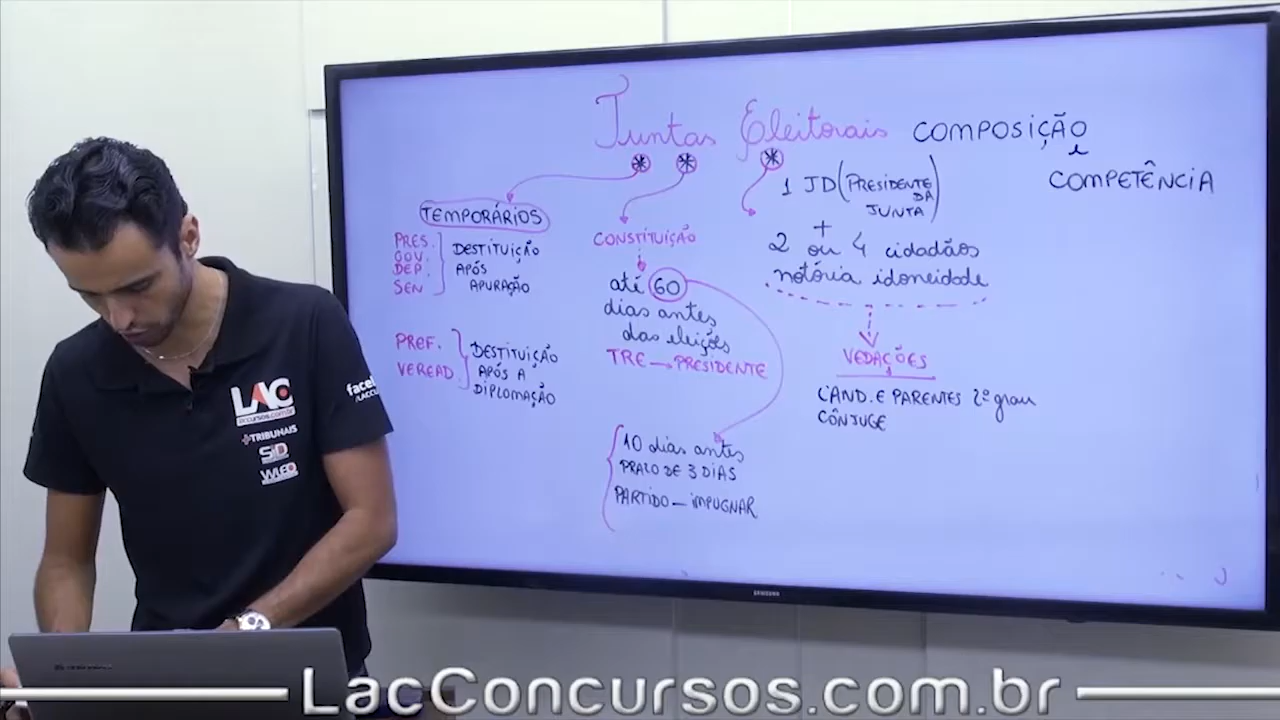 Juntas Eleitorais COMPOSIÇÃO
e
COMPETÊNCIA
TEMPORÁRIOS
PRES.
GOV.
DEP.
SEN
DESTITUIÇÃO
APÓS
APURAÇÃO
PREF.
VEREAD.
DESTITUIÇÃO
APÓS A
DIPLOMAÇÃO
CONSTITUIÇÃO
até 60
dias antes
das eleições
TRE → PRESIDENTE
10 dias antes
PRAZO DE 3 DIAS
PARTIDO - IMPUGNAR
1 JD (PRESIDENTE
DA
JUNTA)
+
2 ou 4 cidadãos
notória idoneidade
VEDAÇÕES
CAND. E PARENTES 2º grau
CÔNJUGE
LAC
+TRIBUNAIS
SAMSUNG
LacConcursos.com.br